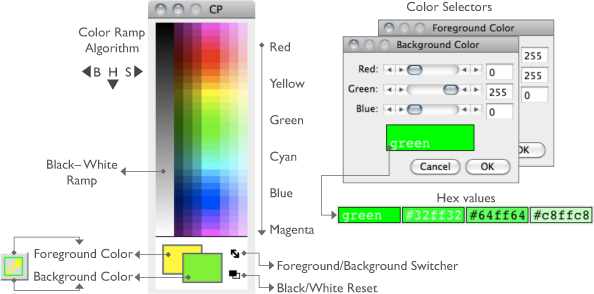 CP
Color Selectors
Color Ramp
Algorithm
B H S
Red
Yellow
Green
Cyan
Blue
Magenta
Black–White
Ramp
Foreground Color
Background Color
Foreground/Background Switcher
Black/White Reset
Foreground Color
255
255
0
OK
Background Color
Red: 0
Green: 255
Blue: 0
green
Cancel OK
Hex values
green #32ff32 #64ff64 #c8ffc8